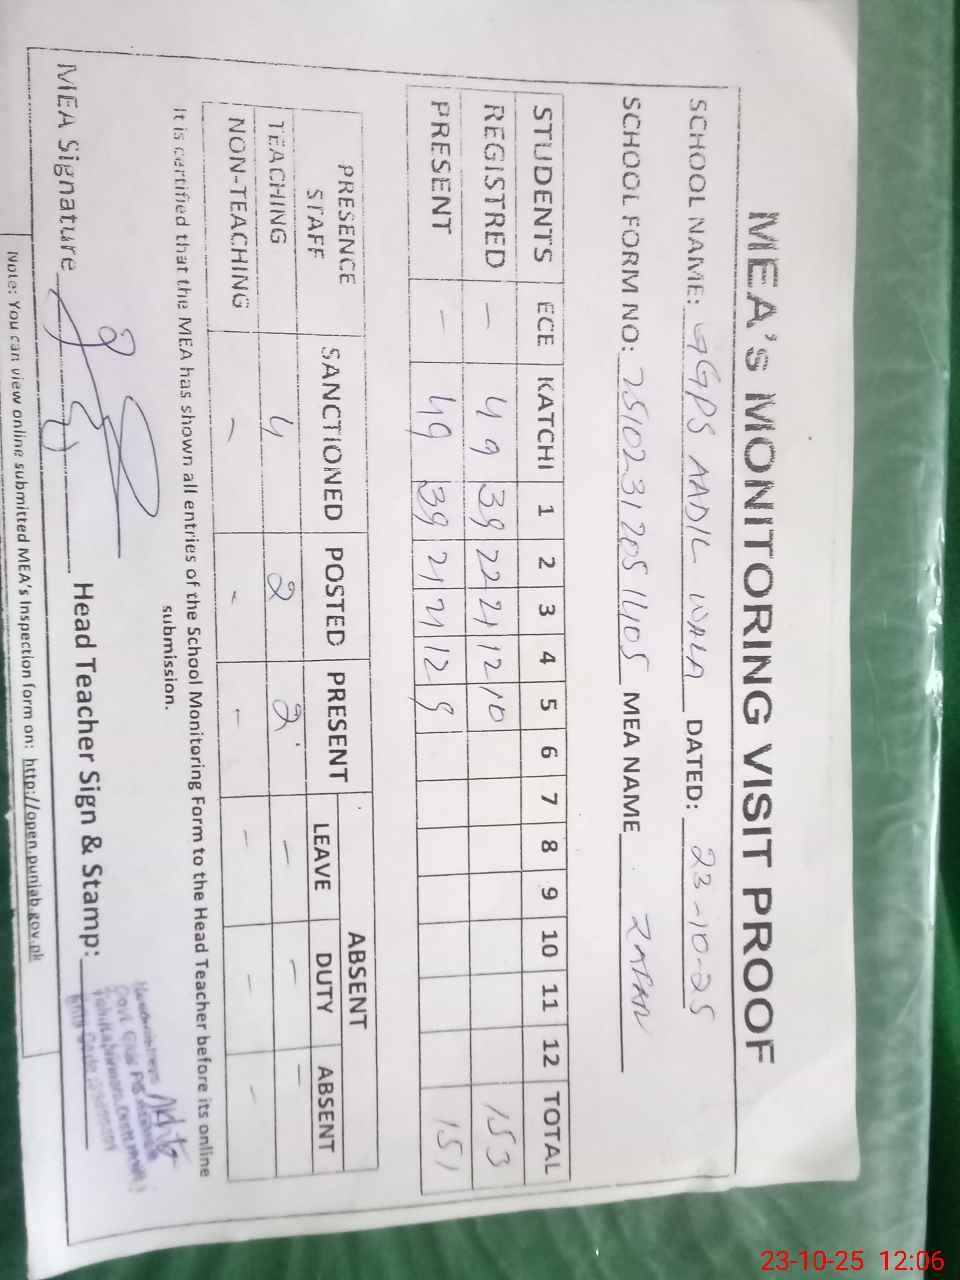 MEA's MONITORING VISIT PROOF
SCHOOL NAME: GGPS AADIL WALA DATED: 23-10-25
SCHOOL FORM NO: MEA NAME ZAFAR
STUDENTS ECE KATCHI 1 2 3 4 5 6 7 8 9 10 11 12 TOTAL
REGISTRED - 49 39 22 21 12 10 153
PRESENT - 49 39 21 21 12 9 151
PRESENCE STAFF SANCTIONED POSTED PRESENT ABSENT
LEAVE DUTY ABSENT
TEACHING 4 2 2 - - -
NON-TEACHING - - - - - -
It is certified that the MEA has shown all entries of the School Monitoring Form to the Head Teacher before its online
submission.
MEA Signature Head Teacher Sign & Stamp:
Note: You can view online submitted MEA's Inspection form on: http://open.punjab.gov.pk
23-10-25 12:06